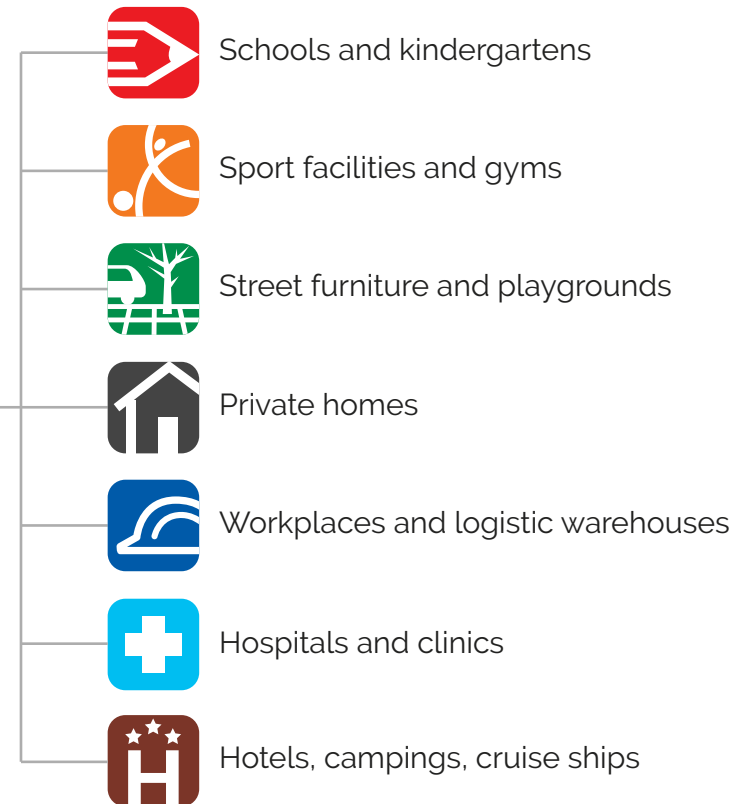 Schools and kindergartens
Sport facilities and gyms
Street furniture and playgrounds
Private homes
Workplaces and logistic warehouses
Hospitals and clinics
Hotels, campings, cruise ships